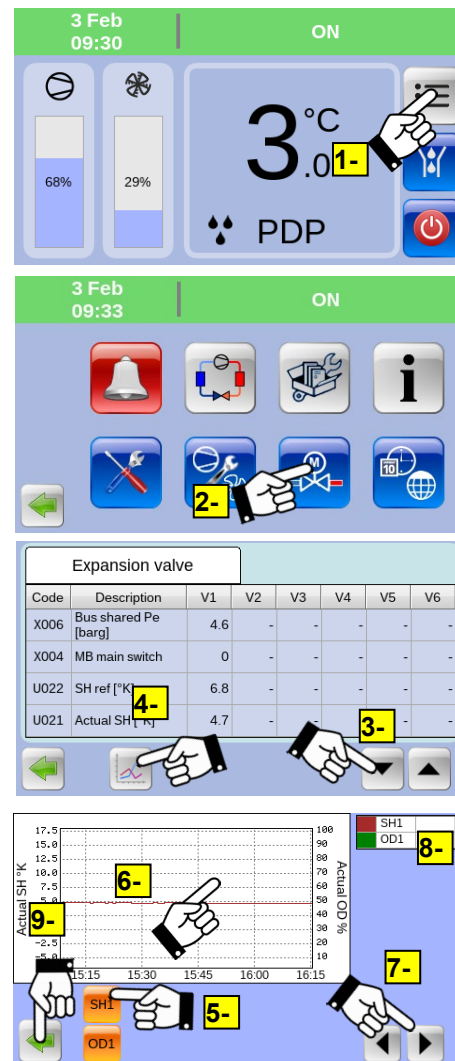 3 Feb
09:30
ON
68%
29%
3.0 °C
1-
PDP
3 Feb
09:33
ON
i
M
10
2-
Expansion valve
Code Description V1 V2 V3 V4 V5 V6
X006 Bus shared Pe [barg] 4.6 - - - - -
X004 MB main switch 0 - - - - -
U022 SH ref [°K] 6.8 - - - - -
U021 Actual SH [°K] 4.7 - - - - -
4-
3-
Actual SH °K
17.5
15.0
12.5
10.0
7.5
5.0
-2.5
-5.0
100
90
80
70
60
50
40
30
20
10
Actual OD %
15:15 15:30 15:45 16:00 16:15
SH1
OD1
8-
6-
9-
7-
SH1
5-
OD1